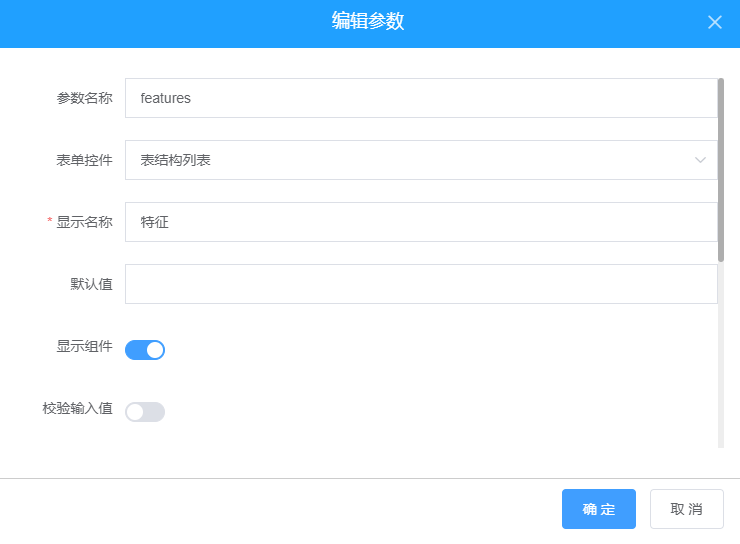 编辑参数
参数名称 features
表单控件 表结构列表
* 显示名称 特征
默认值
显示组件
校验输入值
确 定 取 消